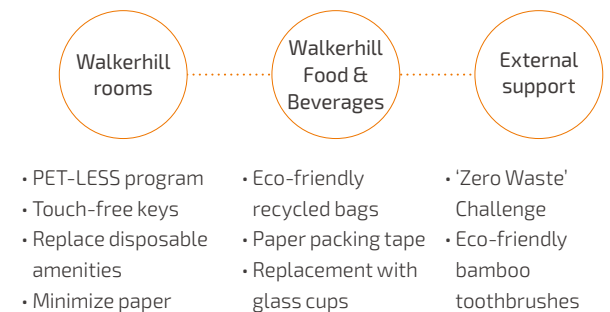 Walkerhill
rooms
Walkerhill
Food &
Beverages
External
support
• PET-LESS program
• Touch-free keys
• Replace disposable
amenities
• Minimize paper
• Eco-friendly
recycled bags
• Paper packing tape
• Replacement with
glass cups
• ‘Zero Waste’
Challenge
• Eco-friendly
bamboo
toothbrushes